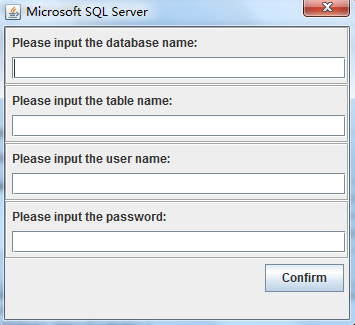 Microsoft SQL Server
Please input the database name:
Please input the table name:
Please input the user name:
Please input the password:
Confirm